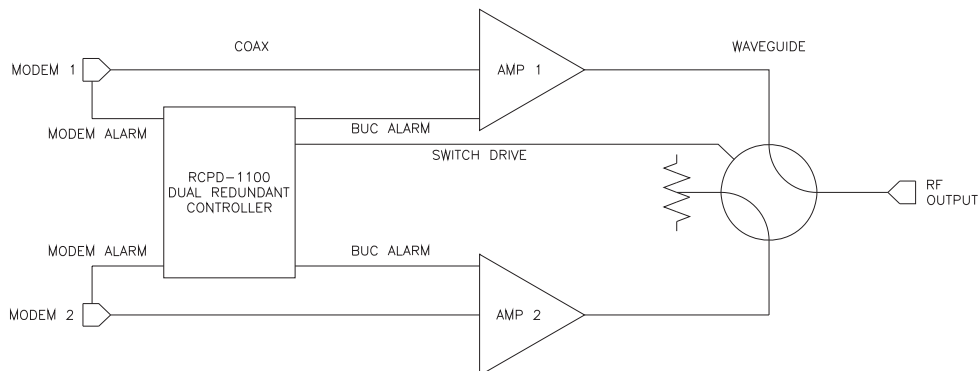 COAX
WAVEGUIDE
MODEM 1
AMP 1
MODEM ALARM
BUC ALARM
SWITCH DRIVE
RCPD-1100
DUAL REDUNDANT
CONTROLLER
RF
OUTPUT
MODEM ALARM
BUC ALARM
MODEM 2
AMP 2